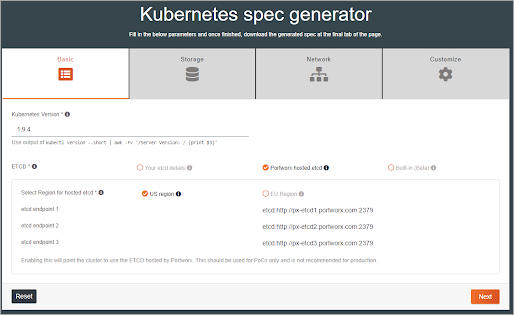 Kubernetes spec generator
Fill in the below parameters and once finished, download the generated spec at the final tab of the page.
Basic Storage Network Customize
Kubernetes Version *
1.9.4
Use output of kubectl version --short | awk -Fv '/Server Version: / {print $3}'
ETCD * Your etcd details Portworx hosted etcd Built-in (Beta)
Select Region for hosted etcd * US region EU Region
etcd endpoint 1 etcd:http://px-etcd1.portworx.com:2379
etcd endpoint 2 etcd:http://px-etcd2.portworx.com:2379
etcd endpoint 3 etcd:http://px-etcd3.portworx.com:2379
Enabling this will point the cluster to use the ETCD hosted by Portworx. This should be used for PoCs only and is not recommended for production.
Reset Next